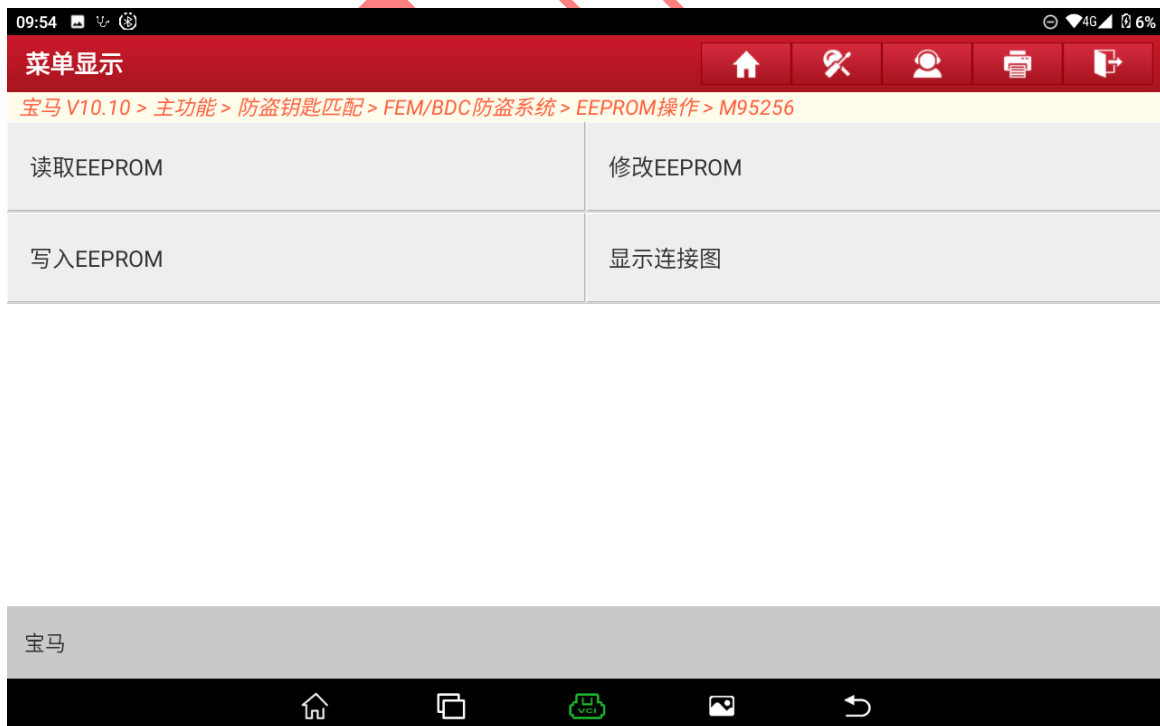 09:54 4G 6%
菜单显示
宝马 V10.10 > 主功能 > 防盗钥匙匹配 > FEM/BDC防盗系统 > EEPROM操作 > M95256
读取EEPROM 修改EEPROM
写入EEPROM 显示连接图
宝马
VCI